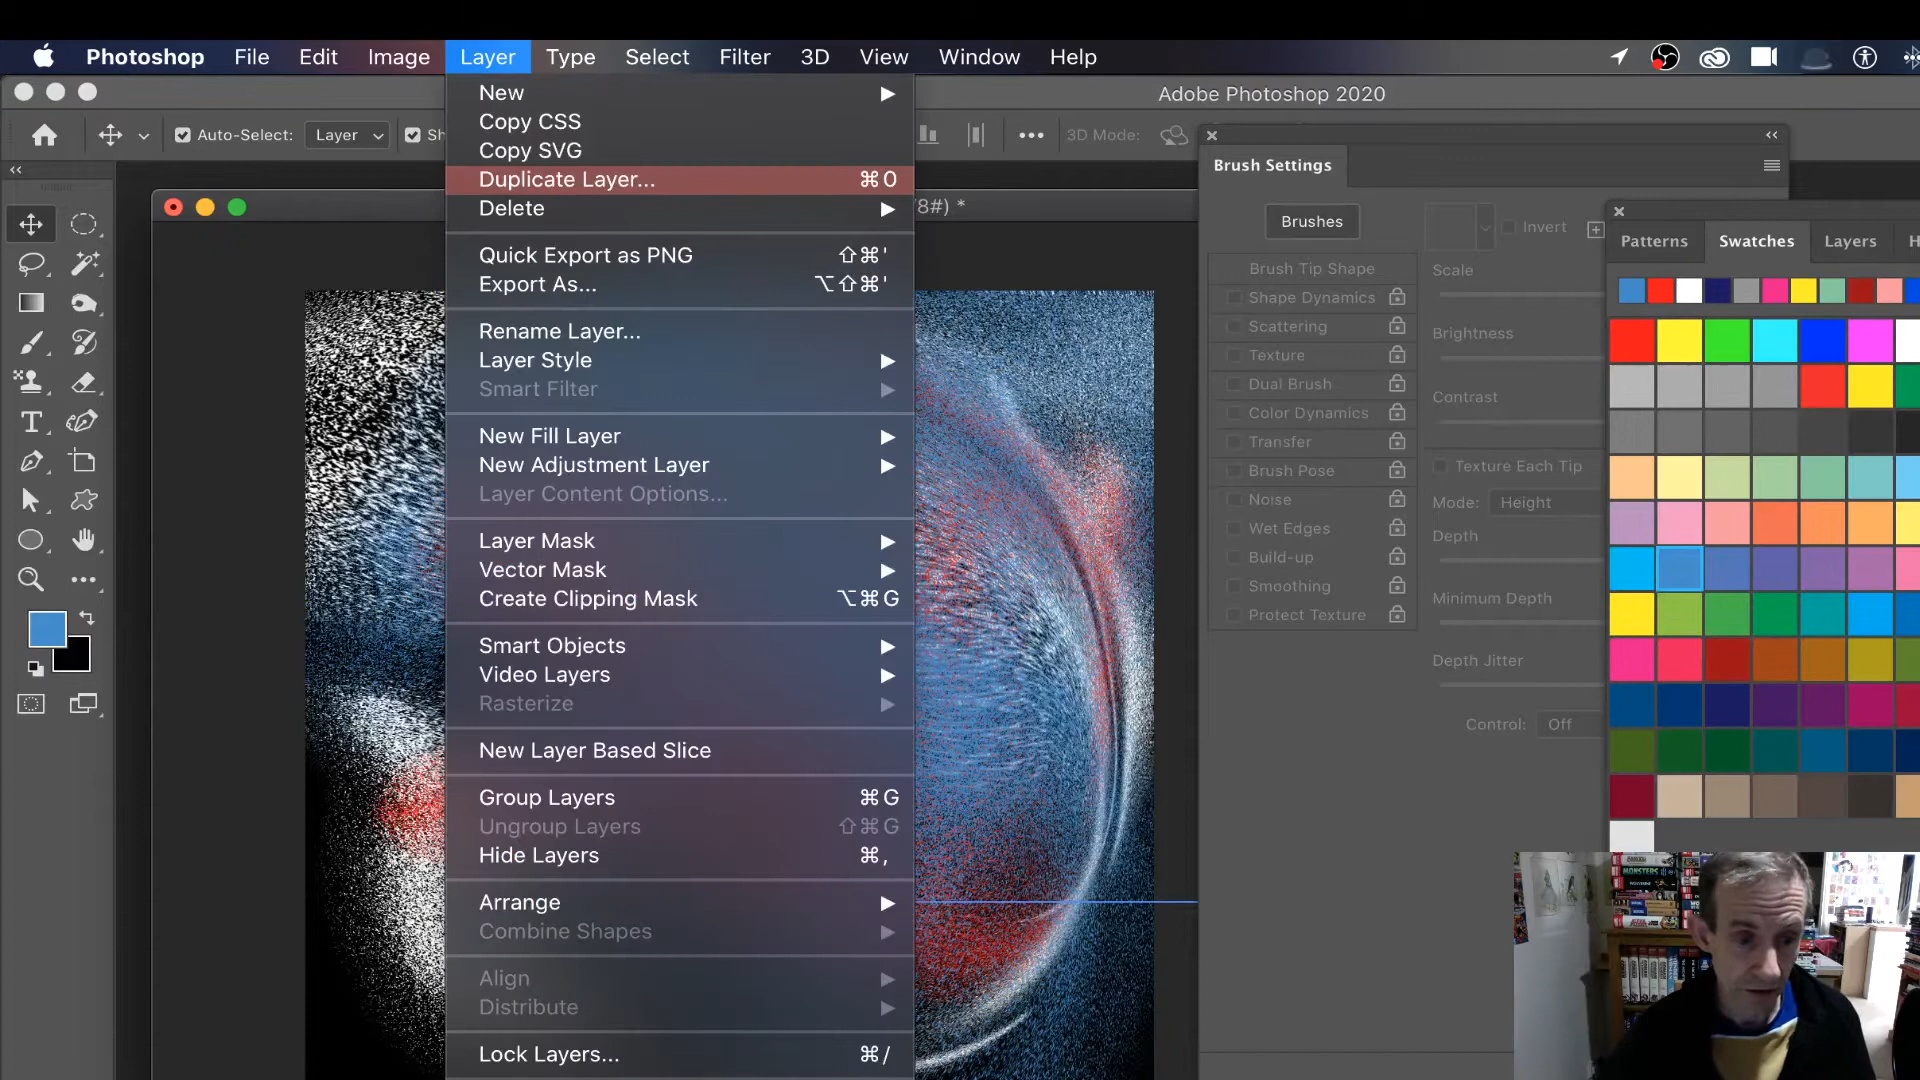 Photoshop File Edit Image Layer Type Select Filter 3D View Window Help
Adobe Photoshop 2020
Auto-Select: Layer Sh 3D Mode:
New
Copy CSS
Copy SVG
Duplicate Layer... ⌘O
Delete
Quick Export as PNG ⇧⌘'
Export As... ⌥⇧⌘'
Rename Layer...
Layer Style
Smart Filter
New Fill Layer
New Adjustment Layer
Layer Content Options...
Layer Mask
Vector Mask
Create Clipping Mask ⌥⌘G
Smart Objects
Video Layers
Rasterize
New Layer Based Slice
Group Layers ⌘G
Ungroup Layers ⇧⌘G
Hide Layers ⌘,
Arrange
Combine Shapes
Align
Distribute
Lock Layers... ⌘/
/8#) *
Brush Settings
Brushes
Brush Tip Shape
Shape Dynamics
Scattering
Texture
Dual Brush
Color Dynamics
Transfer
Brush Pose
Noise
Wet Edges
Build-up
Smoothing
Protect Texture
Invert
Scale
Brightness
Contrast
Texture Each Tip
Mode: Height
Depth
Minimum Depth
Depth Jitter
Control: Off
Patterns Swatches Layers H
MONSTERS